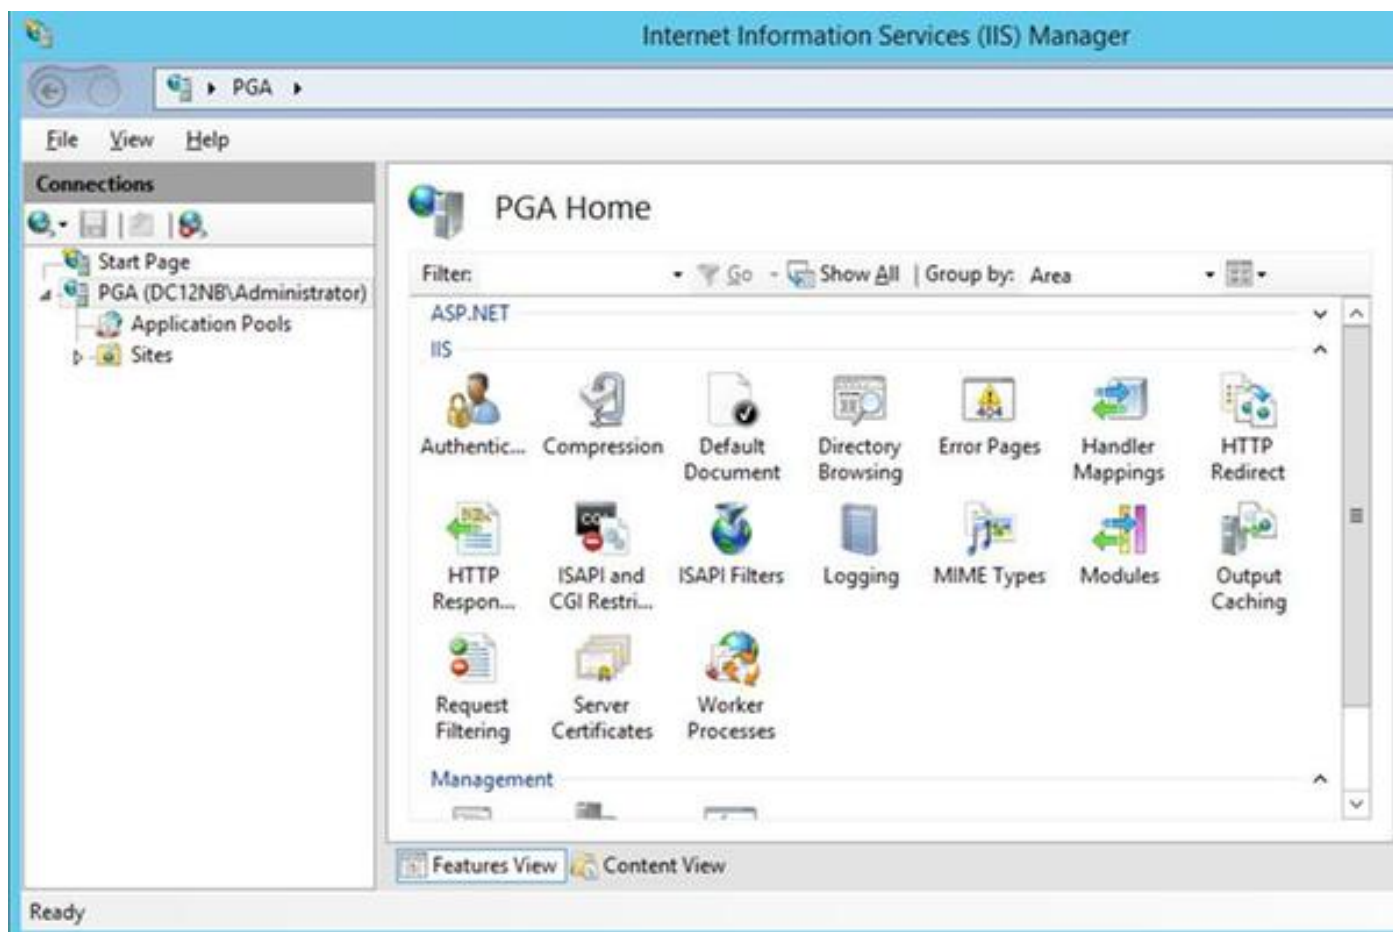 Internet Information Services (IIS) Manager
PGA
File View Help
Connections
Start Page
PGA (DC12NB\Administrator)
Application Pools
Sites
PGA Home
Filter: Go Show All Group by: Area
ASP.NET
IIS
Authentic... Compression Default Document Directory Browsing Error Pages Handler Mappings HTTP Redirect
HTTP Respon... ISAPI and CGI Restri... ISAPI Filters Logging MIME Types Modules Output Caching
Request Filtering Server Certificates Worker Processes
Management
Features View Content View
Ready